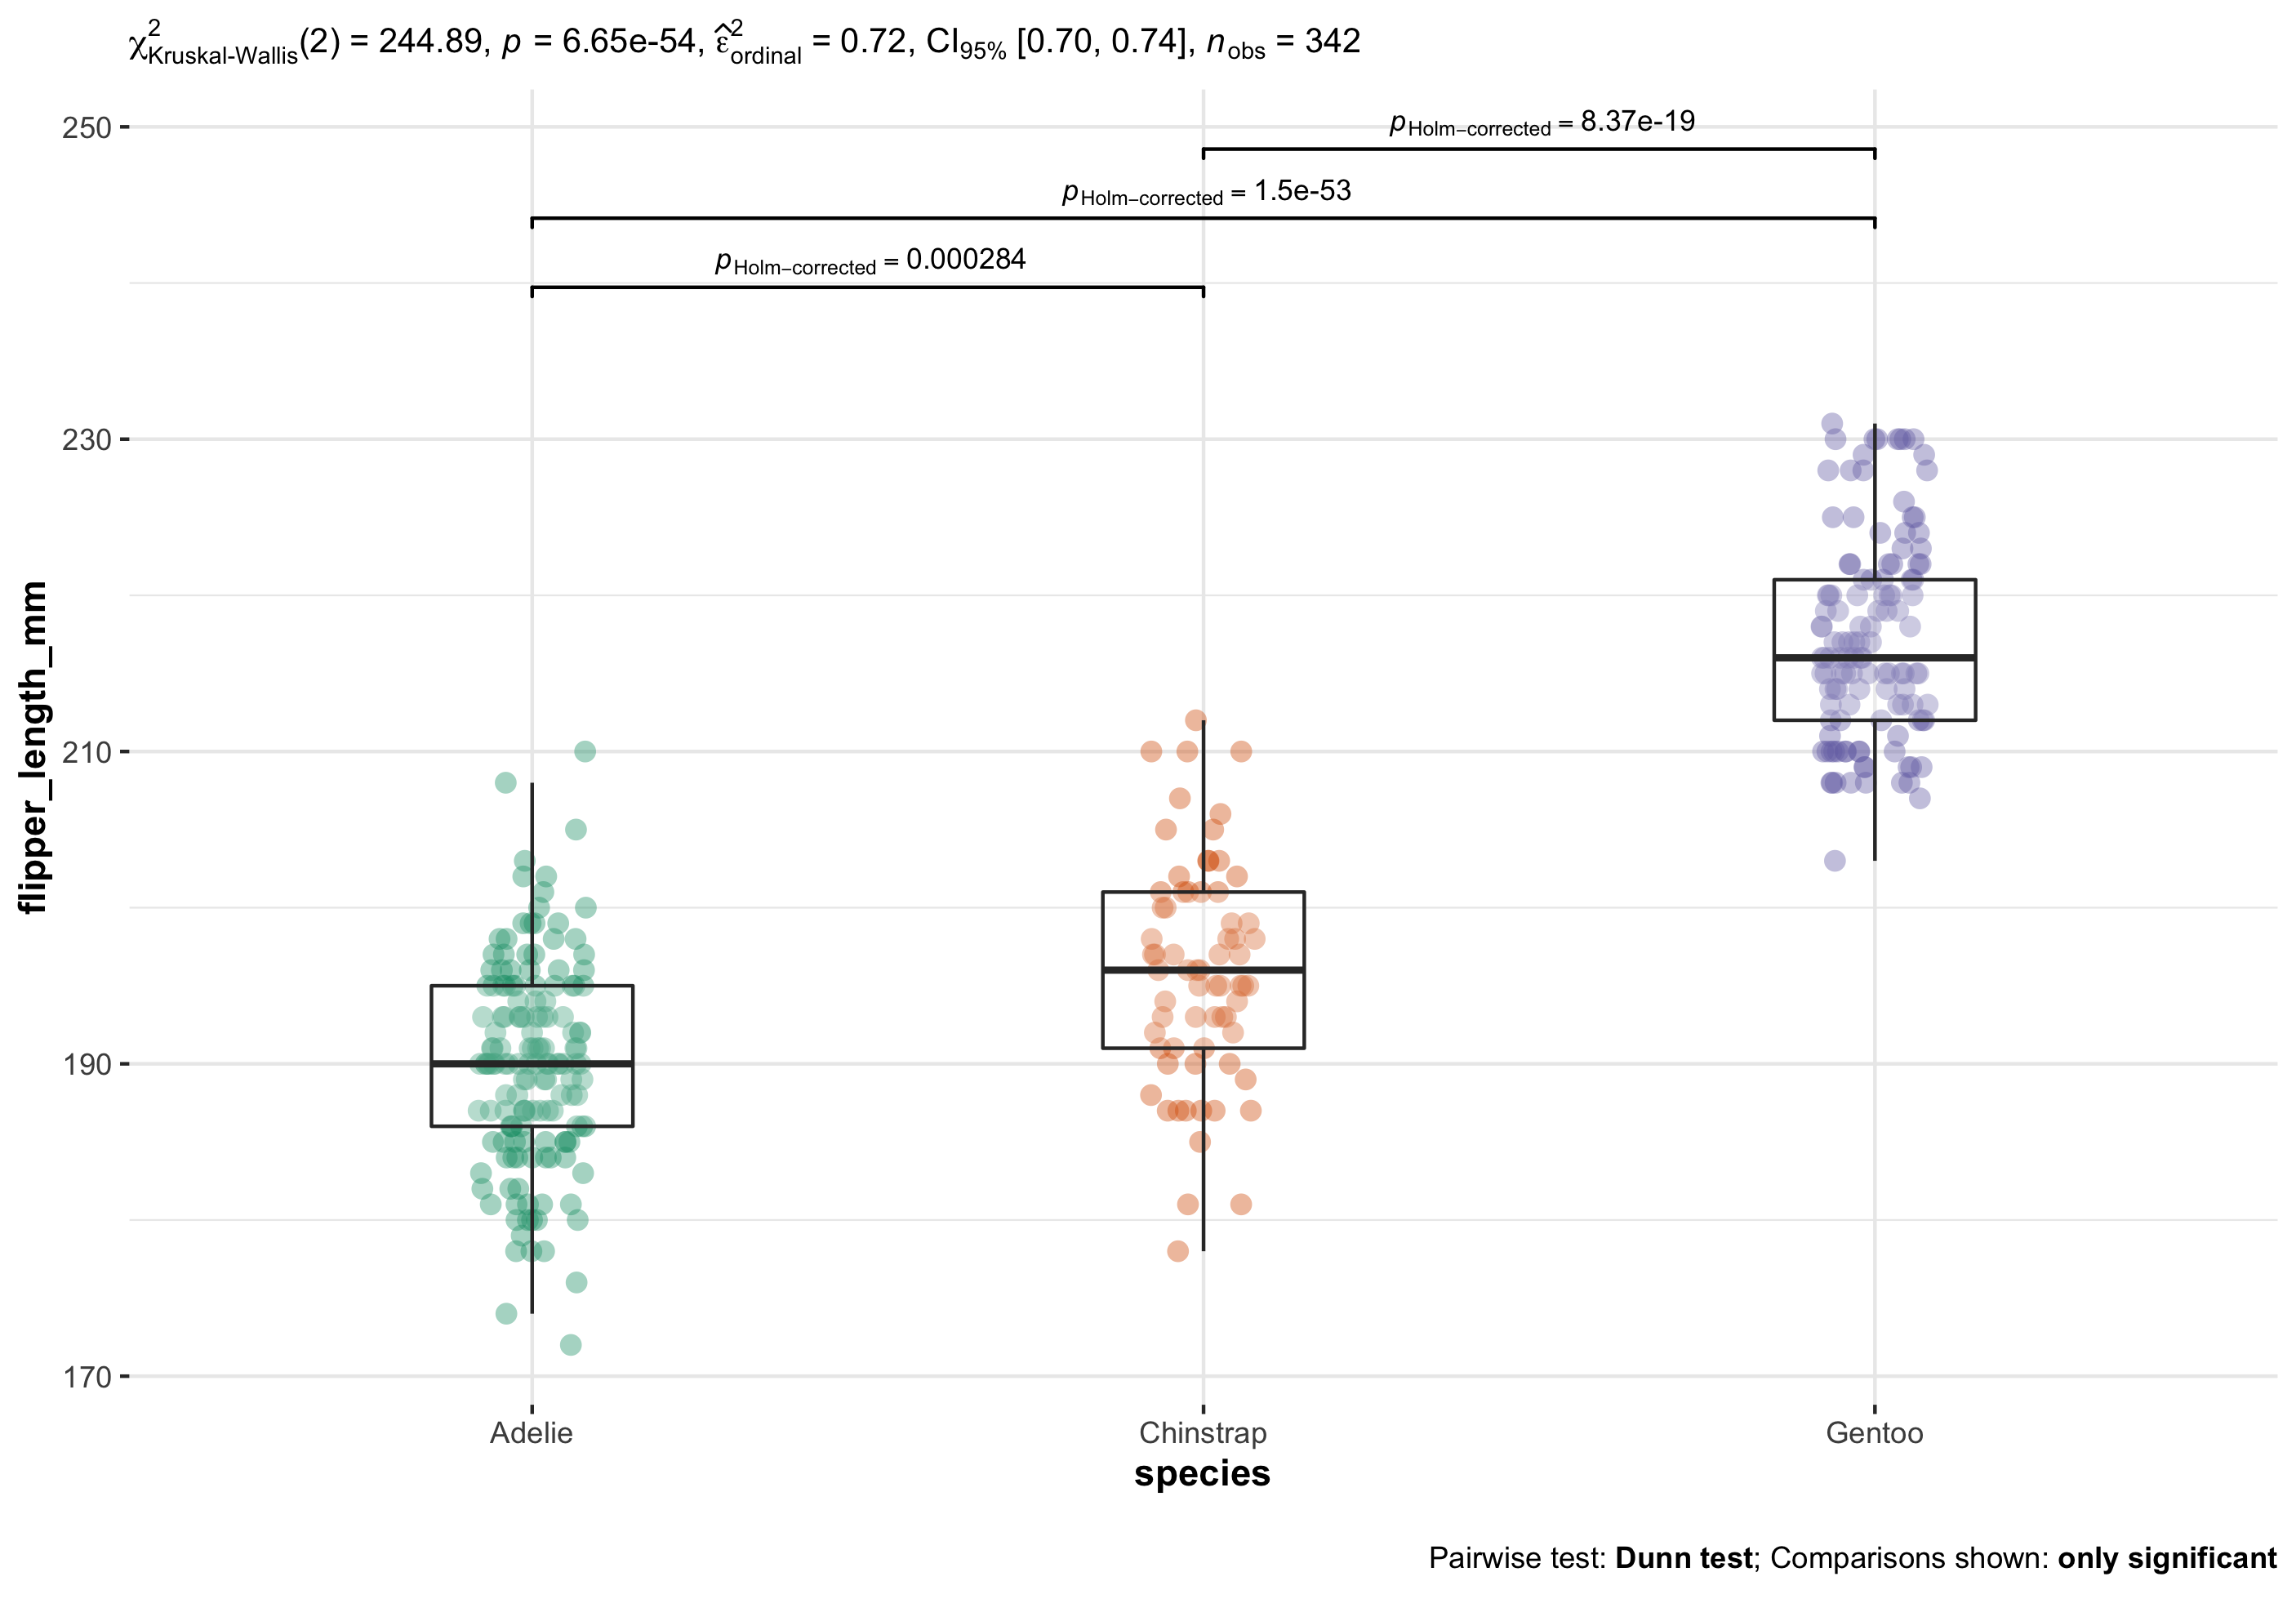 χ²Kruskal-Wallis(2) = 244.89, p = 6.65e-54, ε̂²ordinal = 0.72, CI95% [0.70, 0.74], nobs = 342
250
pHolm−corrected = 8.37e-19
pHolm−corrected = 1.5e-53
pHolm−corrected = 0.000284
230
210
190
170
flipper_length_mm
Adelie Chinstrap Gentoo
species
Pairwise test: Dunn test; Comparisons shown: only significant